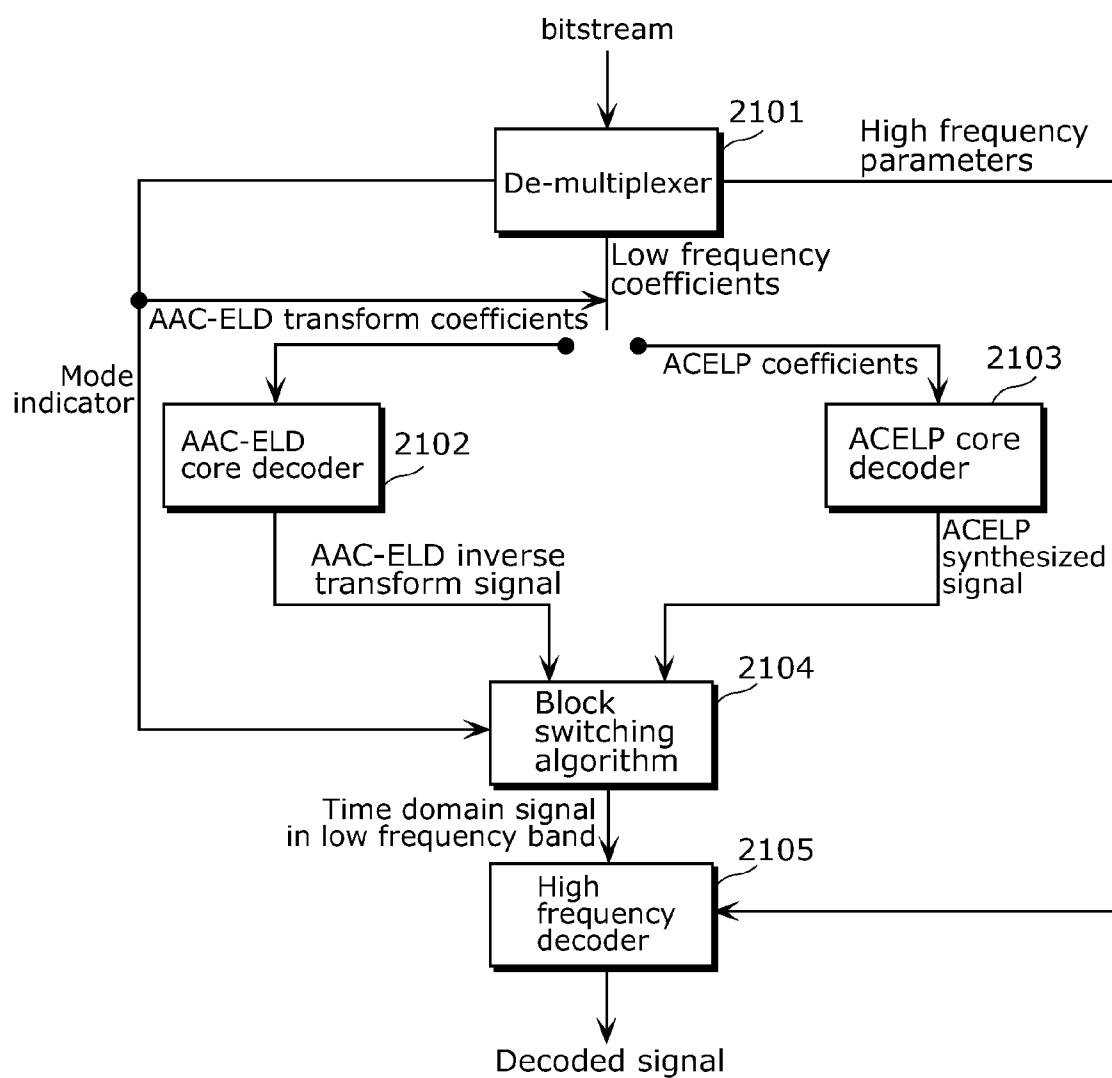 bitstream
2101
De-multiplexer
High frequency
parameters
Low frequency
coefficients
AAC-ELD transform coefficients
Mode
indicator
ACELP coefficients
2103
AAC-ELD
core decoder
2102
ACELP core
decoder
AAC-ELD inverse
transform signal
ACELP
synthesized
signal
2104
Block
switching
algorithm
Time domain signal
in low frequency band
2105
High
frequency
decoder
Decoded signal